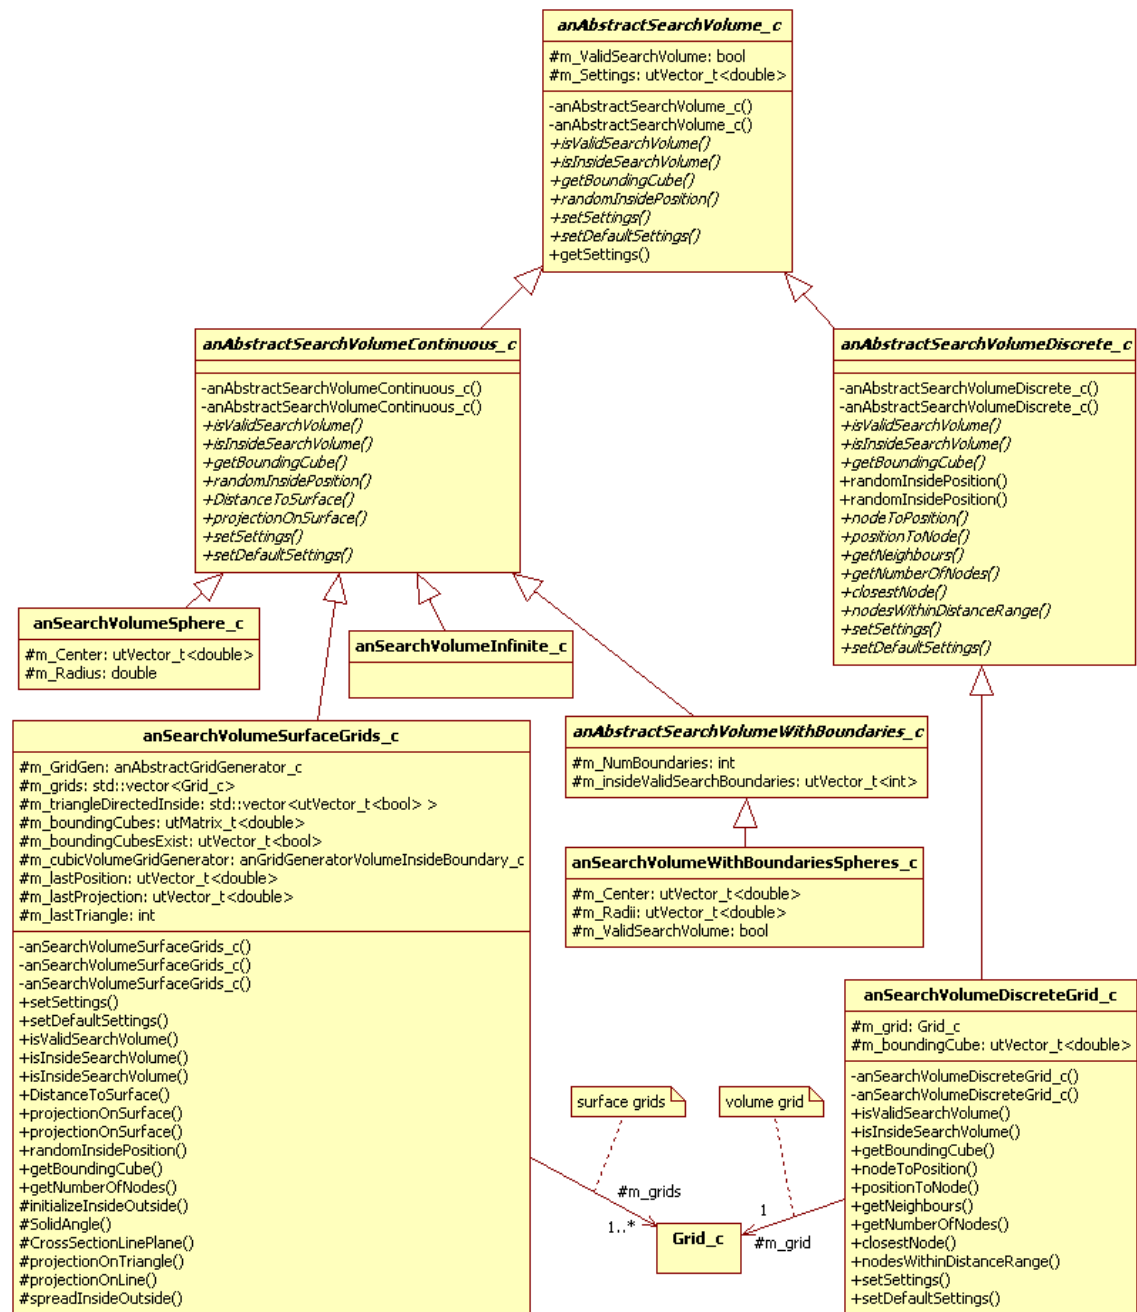 anAbstractSearchVolume_c
#m_ValidSearchVolume: bool
#m_Settings: utVector_t<double>
-anAbstractSearchVolume_c()
-anAbstractSearchVolume_c()
+isValidSearchVolume()
+isInsideSearchVolume()
+getBoundingCube()
+randomInsidePosition()
+setSettings()
+setDefaultSettings()
+getSettings()
anAbstractSearchVolumeContinuous_c
-anAbstractSearchVolumeContinuous_c()
-anAbstractSearchVolumeContinuous_c()
+isValidSearchVolume()
+isInsideSearchVolume()
+getBoundingCube()
+randomInsidePosition()
+DistanceToSurface()
+projectionOnSurface()
+setSettings()
+setDefaultSettings()
anAbstractSearchVolumeDiscrete_c
-anAbstractSearchVolumeDiscrete_c()
-anAbstractSearchVolumeDiscrete_c()
+isValidSearchVolume()
+isInsideSearchVolume()
+getBoundingCube()
+randomInsidePosition()
+randomInsidePosition()
+nodeToPosition()
+positionToNode()
+getNeighbours()
+getNumberOfNodes()
+closestNode()
+nodesWithinDistanceRange()
+setSettings()
+setDefaultSettings()
anSearchVolumeSphere_c
#m_Center: utVector_t<double>
#m_Radius: double
anSearchVolumeInfinite_c
anSearchVolumeSurfaceGrids_c
#m_GridGen: anAbstractGridGenerator_c
#m_grids: std::vector<Grid_c>
#m_triangleDirectedInside: std::vector<utVector_t<bool> >
#m_boundingCubes: utMatrix_t<double>
#m_boundingCubesExist: utVector_t<bool>
#m_cubicVolumeGridGenerator: anGridGeneratorVolumeInsideBoundary_c
#m_lastPosition: utVector_t<double>
#m_lastProjection: utVector_t<double>
#m_lastTriangle: int
-anSearchVolumeSurfaceGrids_c()
-anSearchVolumeSurfaceGrids_c()
-anSearchVolumeSurfaceGrids_c()
+setSettings()
+setDefaultSettings()
+isValidSearchVolume()
+isInsideSearchVolume()
+isInsideSearchVolume()
+DistanceToSurface()
+projectionOnSurface()
+projectionOnSurface()
+randomInsidePosition()
+getBoundingCube()
+getNumberOfNodes()
#initializeInsideOutside()
#SolidAngle()
#CrossSectionLinePlane()
#projectionOnTriangle()
#projectionOnLine()
#spreadInsideOutside()
anAbstractSearchVolumeWithBoundaries_c
#m_NumBoundaries: int
#m_insideValidSearchBoundaries: utVector_t<int>
anSearchVolumeWithBoundariesSpheres_c
#m_Center: utVector_t<double>
#m_Radii: utVector_t<double>
#m_ValidSearchVolume: bool
anSearchVolumeDiscreteGrid_c
#m_grid: Grid_c
#m_boundingCube: utVector_t<double>
-anSearchVolumeDiscreteGrid_c()
-anSearchVolumeDiscreteGrid_c()
+isValidSearchVolume()
+isInsideSearchVolume()
+getBoundingCube()
+nodeToPosition()
+positionToNode()
+getNeighbours()
+getNumberOfNodes()
+closestNode()
+nodesWithinDistanceRange()
+setSettings()
+setDefaultSettings()
surface grids
volume grid
#m_grids
1..*
1
#m_grid
Grid_c